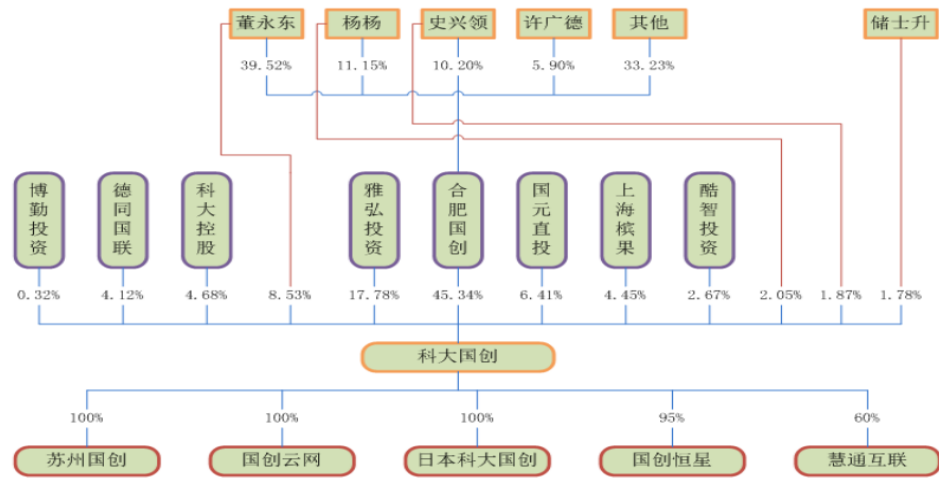 董永东 杨杨 史兴领 许广德 其他 储士升
39.52% 11.15% 10.20% 5.90% 33.23%
博勤投资 德同国联 科大控股 雅弘投资 合肥国创 国元直投 上海槟果 酷智投资
0.32% 4.12% 4.68% 8.53% 17.78% 45.34% 6.41% 4.45% 2.67% 2.05% 1.87% 1.78%
科大国创
100% 100% 100% 95% 60%
苏州国创 国创云网 日本科大国创 国创恒星 慧通互联